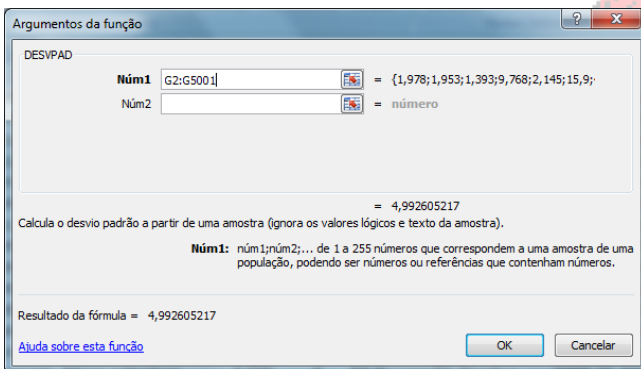 Argumentos da função
DESVPAD
Núm1 G2:G5001 = {1,978;1,953;1,393;9,768;2,145;15,9;
Núm2 = número
= 4,992605217
Calcula o desvio padrão a partir de uma amostra (ignora os valores lógicos e texto da amostra).
Núm1: núm1;núm2;... de 1 a 255 números que correspondem a uma amostra de uma
população, podendo ser números ou referências que contenham números.
Resultado da fórmula = 4,992605217
Ajuda sobre esta função OK Cancelar